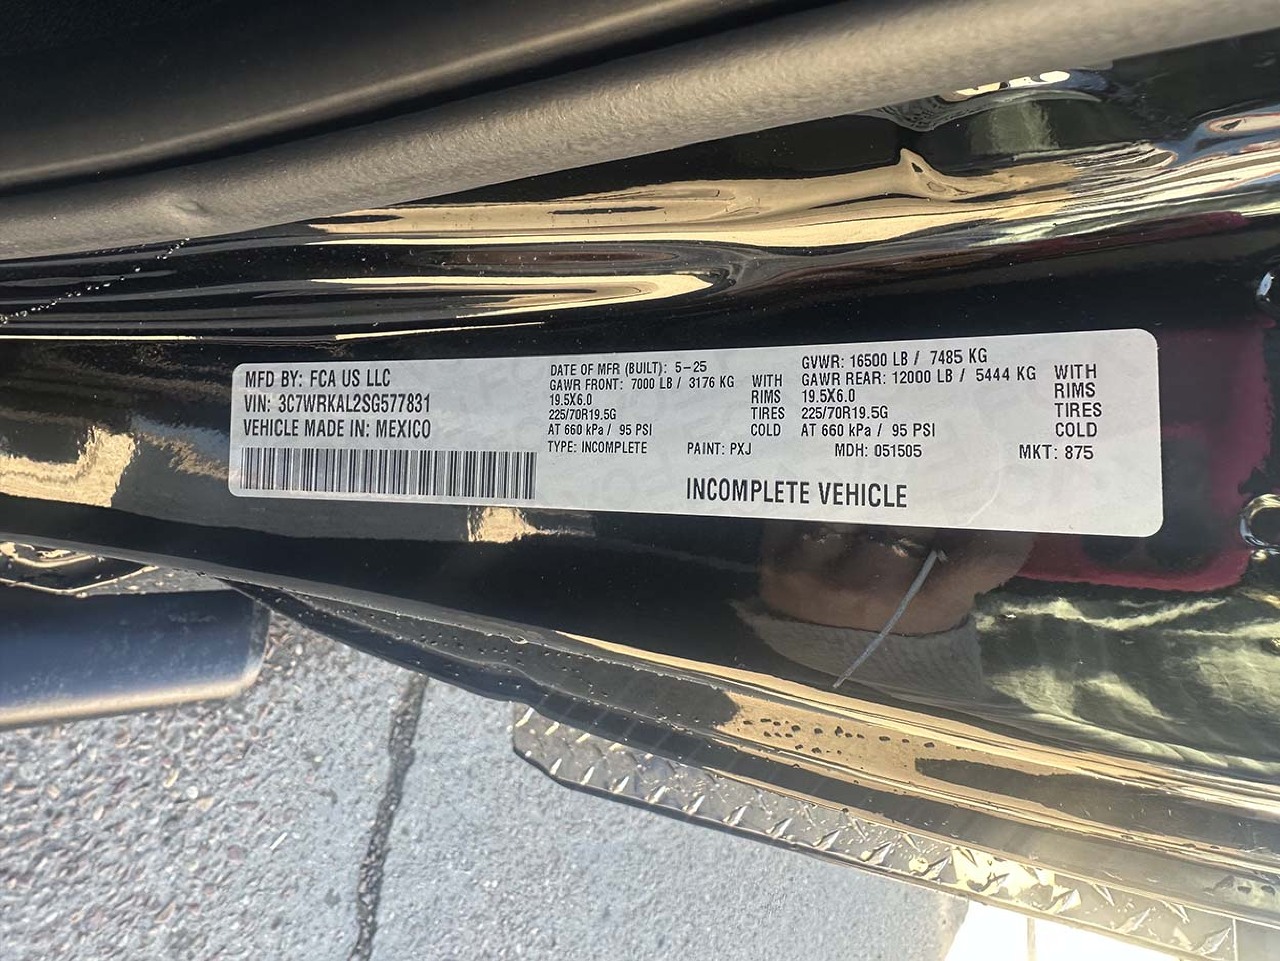 MFD BY: FCA US LLC
VIN: 3C7WRKAL2SG577831
VEHICLE MADE IN: MEXICO
DATE OF MFR (BUILT): 5-25
GAWR FRONT: 7000 LB / 3176 KG WITH
19.5X6.0 RIMS
225/70R19.5G TIRES
AT 660 kPa / 95 PSI COLD
GVWR: 16500 LB / 7485 KG
GAWR REAR: 12000 LB / 5444 KG WITH
19.5X6.0 RIMS
225/70R19.5G TIRES
AT 660 kPa / 95 PSI COLD
TYPE: INCOMPLETE PAINT: PXJ MDH: 051505 MKT: 875
INCOMPLETE VEHICLE